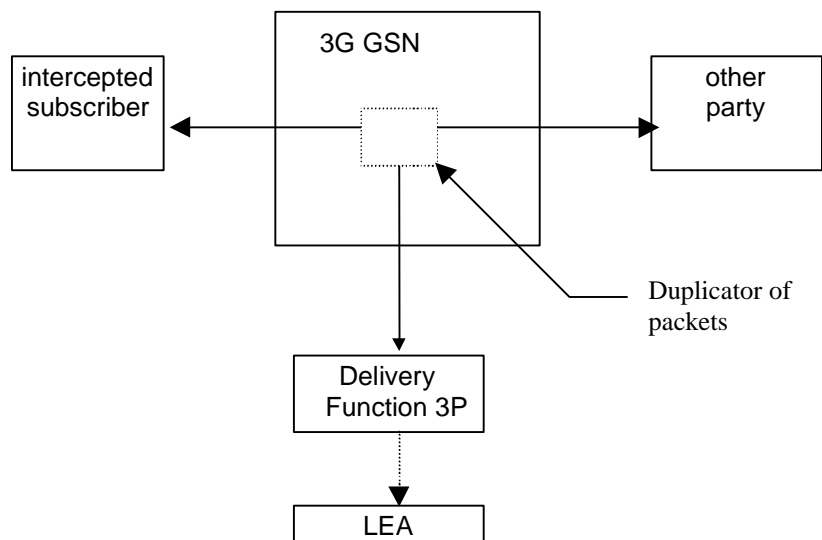 3G GSN
intercepted
subscriber
other
party
Duplicator of
packets
Delivery
Function 3P
LEA